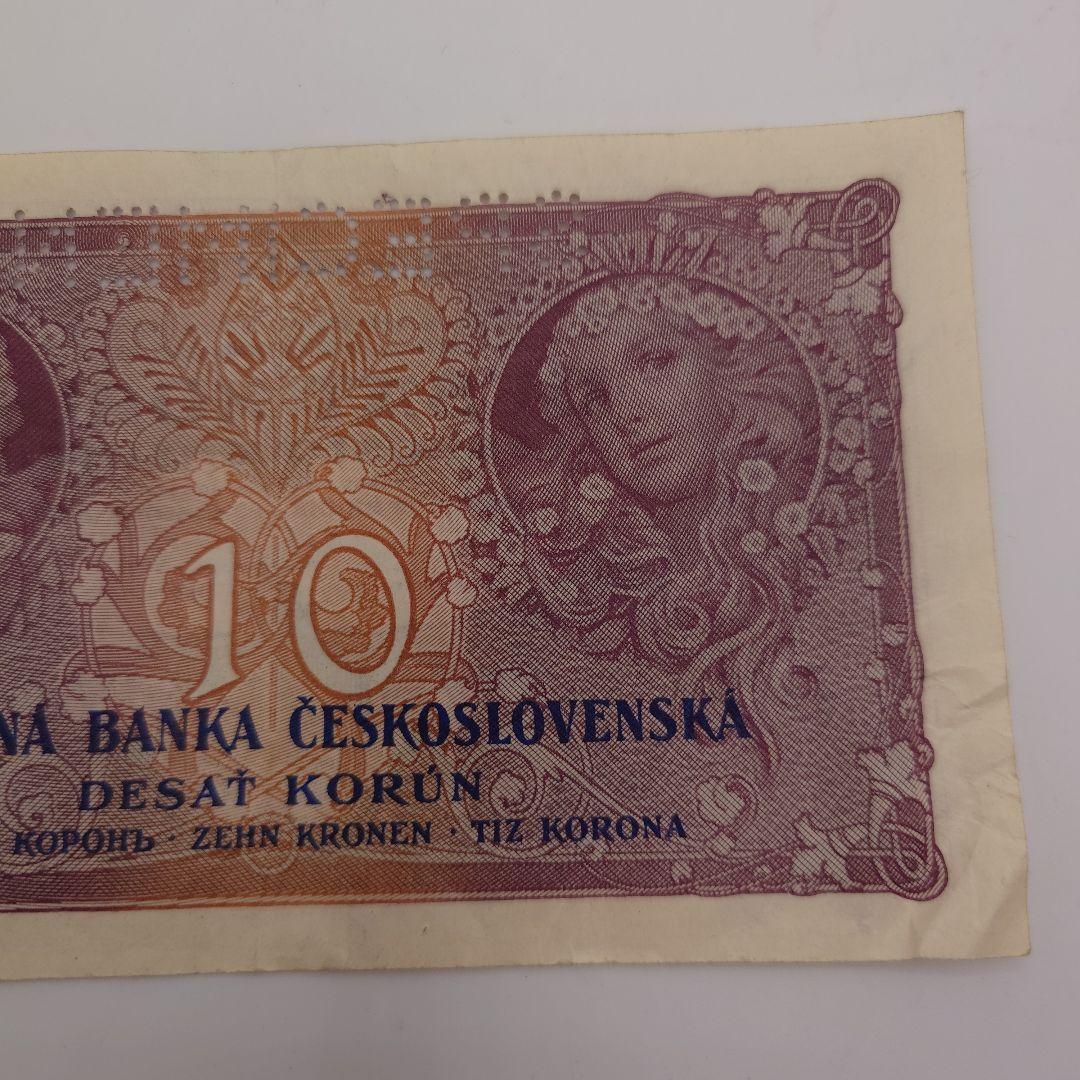 10
NÁ BANKA ČESKOSLOVENSKÁ
DESAŤ KORÚN
КОРОНЪ · ZEHN KRONEN · TIZ KORONA